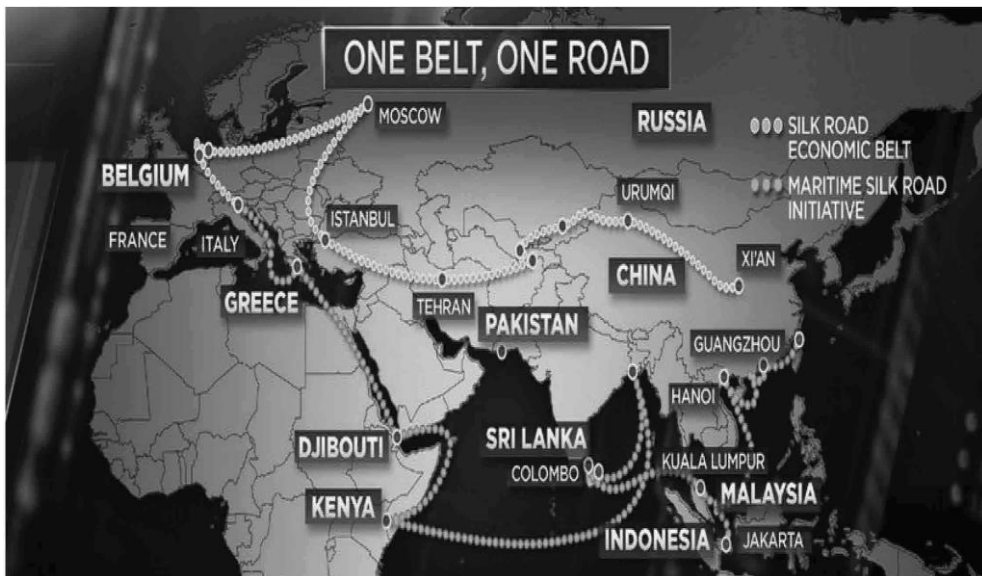 ONE BELT, ONE ROAD
MOSCOW
RUSSIA
SILK ROAD
ECONOMIC BELT
MARITIME SILK ROAD
INITIATIVE
BELGIUM
URUMQI
ISTANBUL
FRANCE
ITALY
XI'AN
CHINA
GREECE
TEHRAN
PAKISTAN
GUANGZHOU
HANOI
DJIBOUTI
SRI LANKA
COLOMBO
KUALA LUMPUR
MALAYSIA
KENYA
INDONESIA
JAKARTA